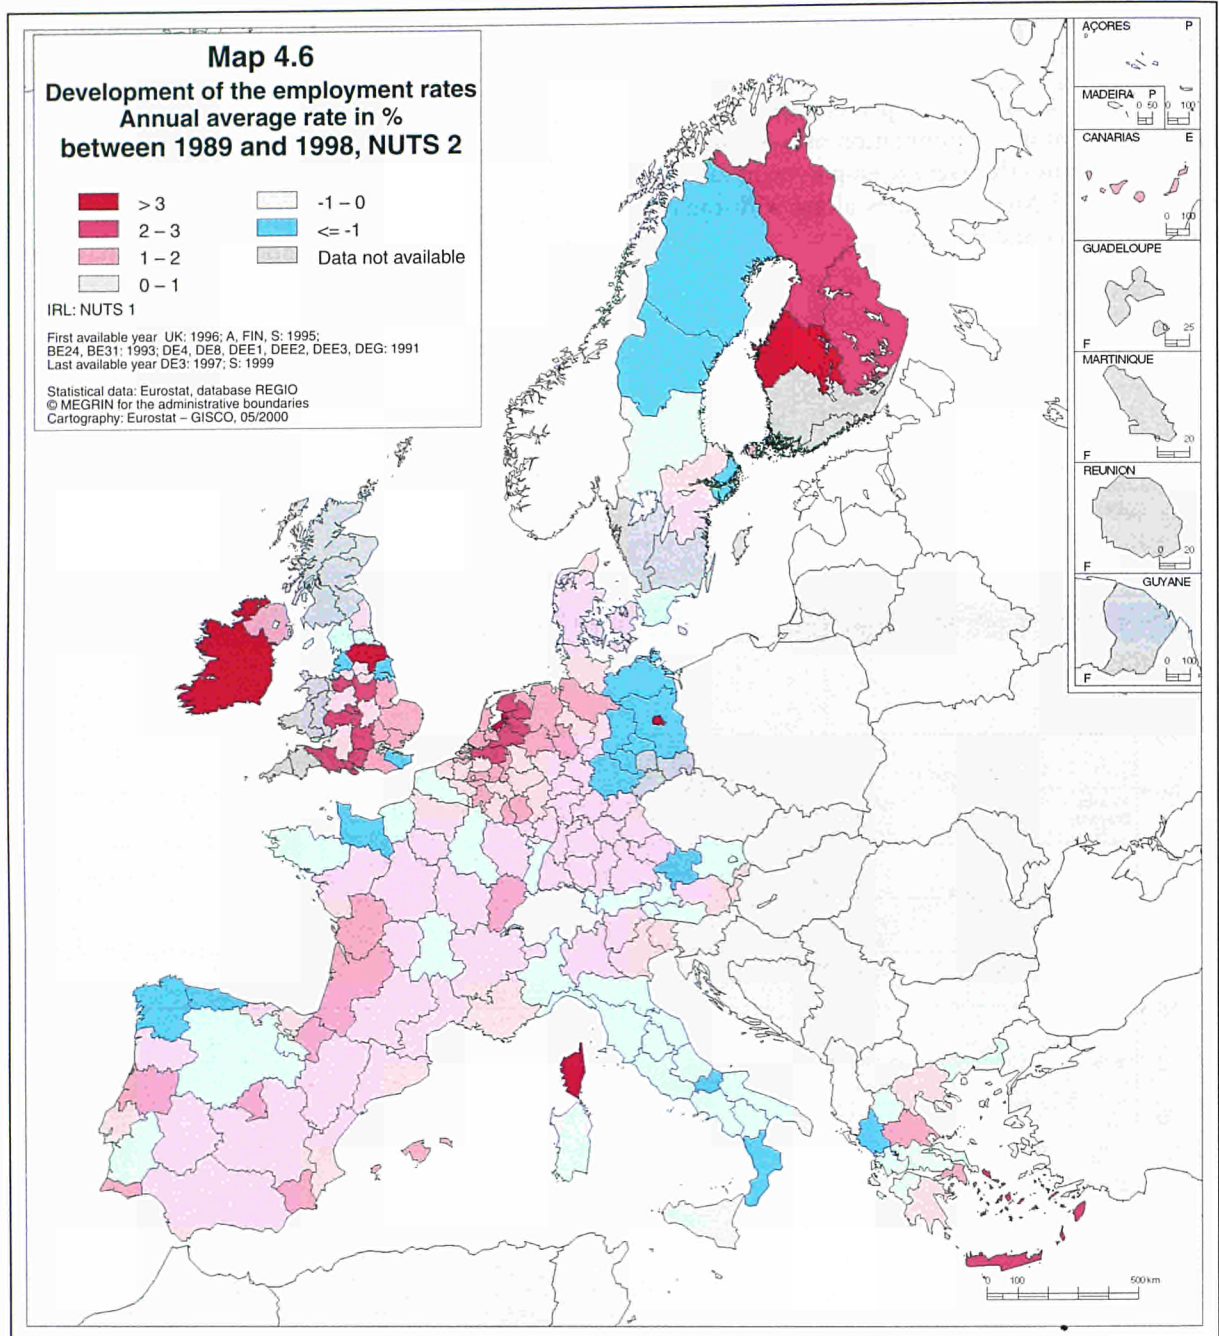 Map 4.6
Development of the employment rates
Annual average rate in %
between 1989 and 1998, NUTS 2
> 3
2 – 3
1 – 2
0 – 1
-1 – 0
<= -1
Data not available
IRL: NUTS 1
First available year UK: 1996; A, FIN, S: 1995;
BE24, BE31: 1993; DE4, DE8, DEE1, DEE2, DEE3, DEG: 1991
Last available year DE3: 1997; S: 1999
Statistical data: Eurostat, database REGIO
© MEGRIN for the administrative boundaries
Cartography: Eurostat – GISCO, 05/2000
AÇORES P
MADEIRA P
0 50
0 100
CANARIAS E
0 100
GUADELOUPE
F
25
MARTINIQUE
F
0 20
REUNION
F
0 20
GUYANE
F
0 100
0 100 500 km